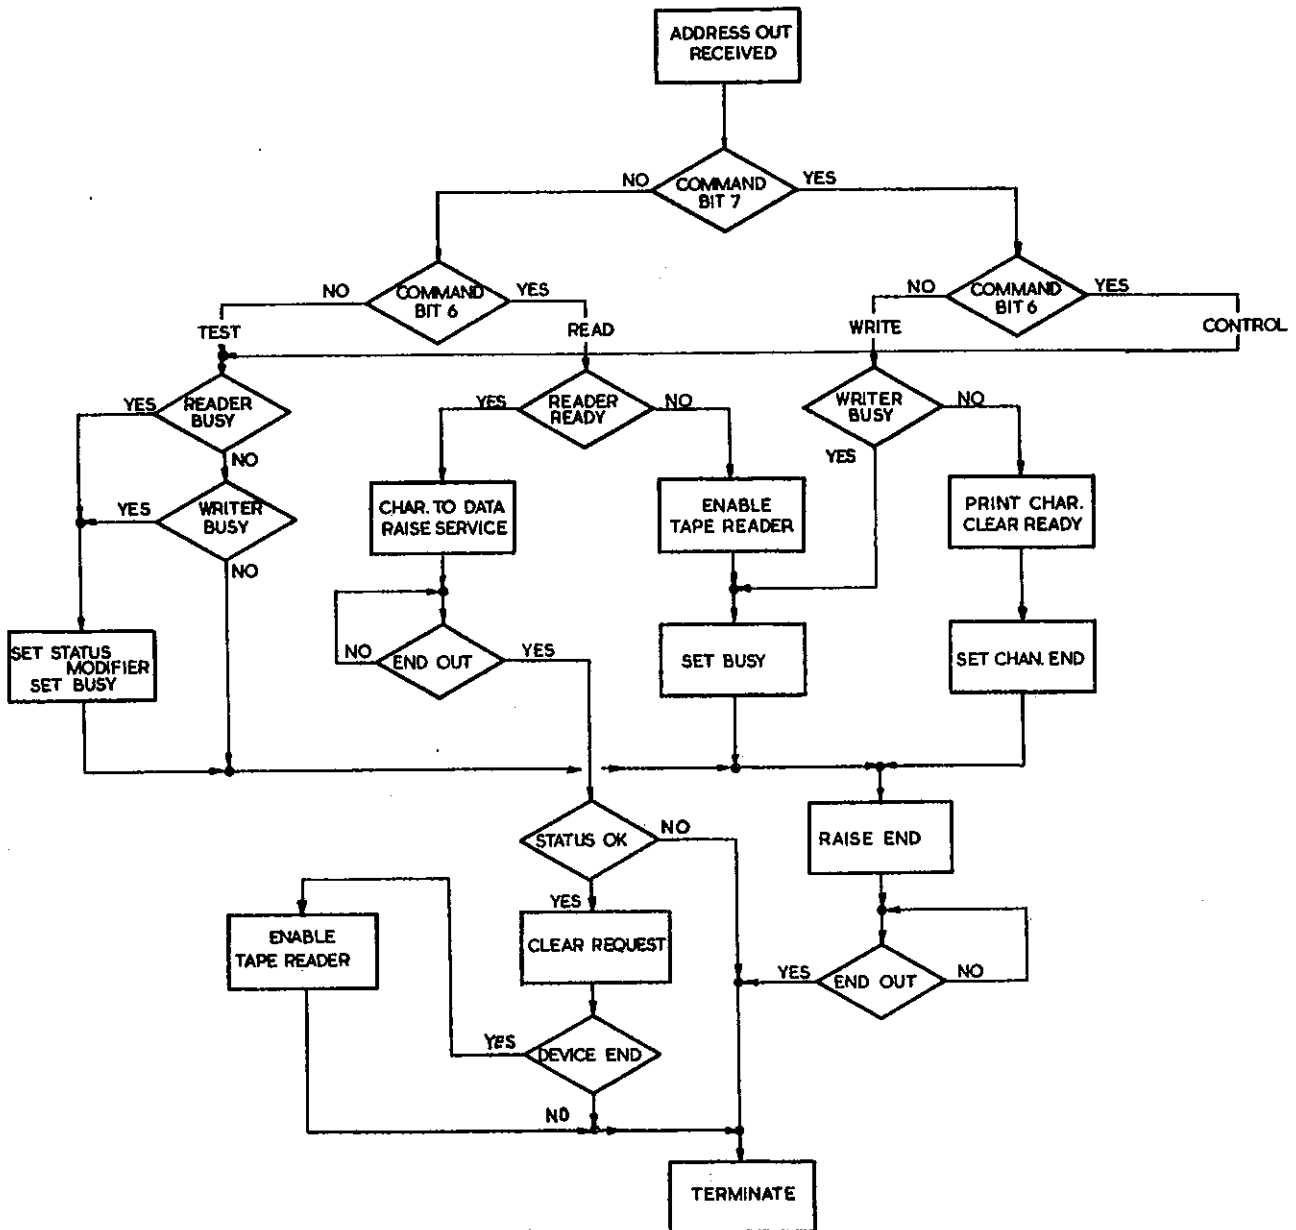 ADDRESS OUT
RECEIVED
NO
COMMAND
BIT 7
YES
NO
COMMAND
BIT 6
YES
NO
COMMAND
BIT 6
YES
TEST
READ
WRITE
CONTROL
YES
READER
BUSY
NO
YES
READER
READY
NO
WRITER
BUSY
NO
YES
YES
WRITER
BUSY
NO
CHAR. TO DATA
RAISE SERVICE
ENABLE
TAPE READER
PRINT CHAR.
CLEAR READY
SET STATUS
MODIFIER
SET BUSY
NO
END OUT
YES
SET BUSY
SET CHAN. END
STATUS OK
NO
RAISE END
YES
ENABLE
TAPE READER
CLEAR REQUEST
YES
END OUT
NO
YES
DEVICE END
NO
TERMINATE